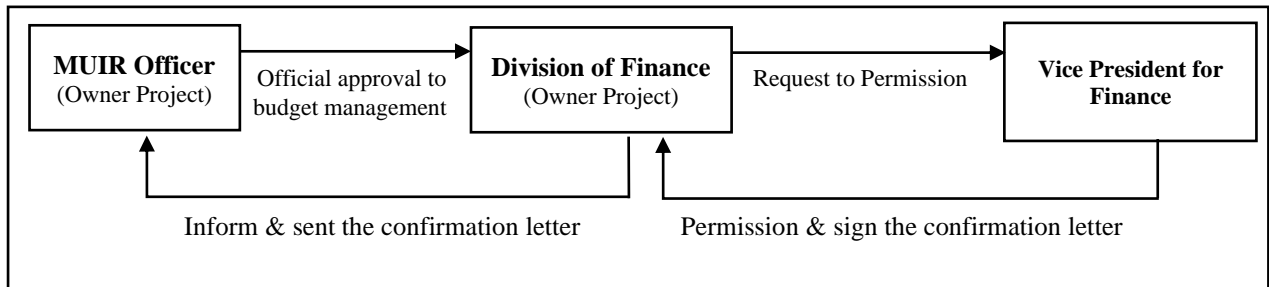 MUIR Officer
(Owner Project)
Official approval to
budget management
Division of Finance
(Owner Project)
Request to Permission
Vice President for
Finance
Inform & sent the confirmation letter
Permission & sign the confirmation letter